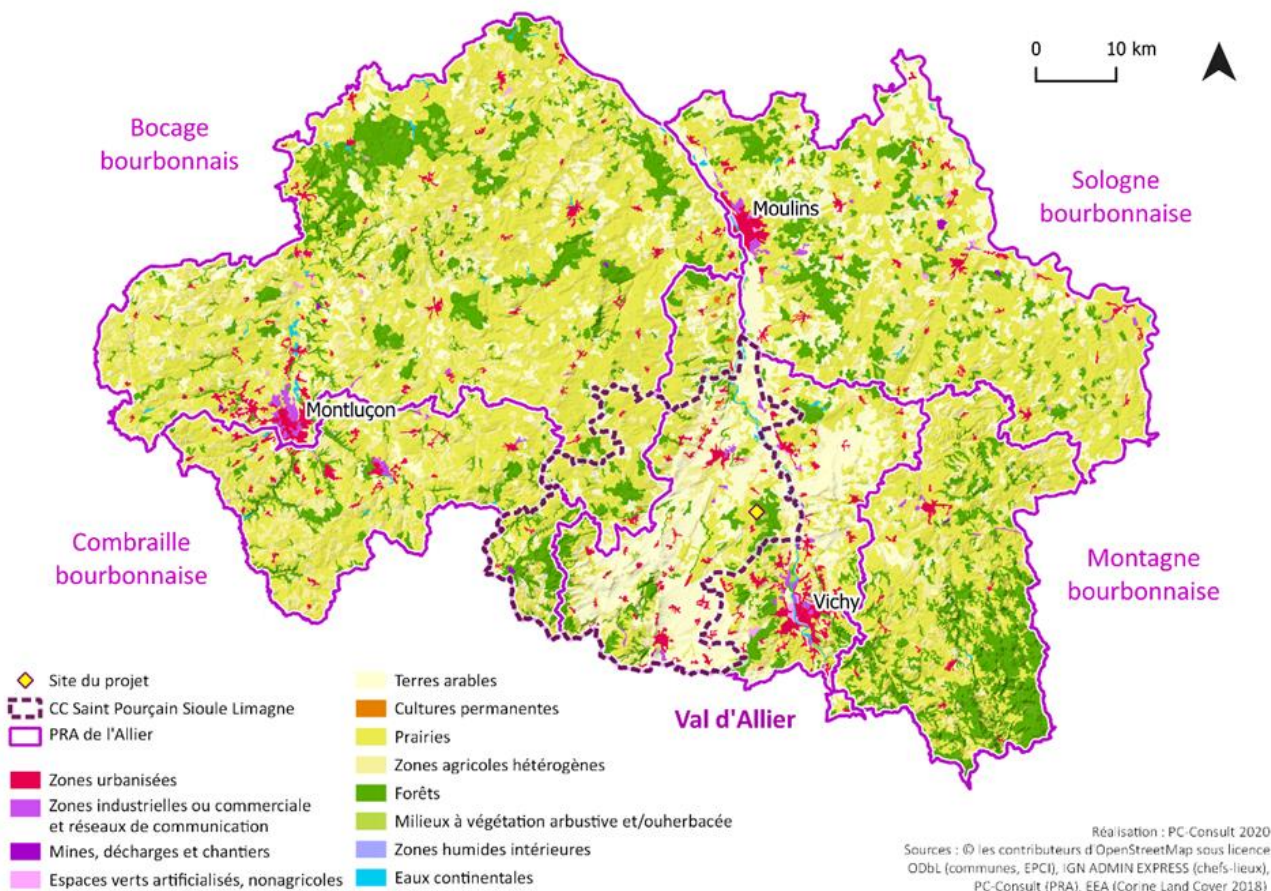 0 10 km
Bocage
bourbonnais
Sologne
bourbonnaise
Moulins
Montluçon
Combraille
bourbonnaise
Montagne
bourbonnaise
Vichy
Val d'Allier
Site du projet
CC Saint Pourçain Sioule Limagne
PRA de l'Allier
Zones urbanisées
Zones industrielles ou commerciale
et réseaux de communication
Mines, décharges et chantiers
Espaces verts artificialisés, nonagricoles
Terres arables
Cultures permanentes
Prairies
Zones agricoles hétérogènes
Forêts
Milieux à végétation arbustive et/ouherbacée
Zones humides intérieures
Eaux continentales
Réalisation : PC-Consult 2020
Sources : © les contributeurs d'OpenStreetMap sous licence
ODbL (communes, EPCI), IGN ADMIN EXPRESS (chefs-lieux),
PC-Consult (PRA), EEA (Corine Land Cover 2018)